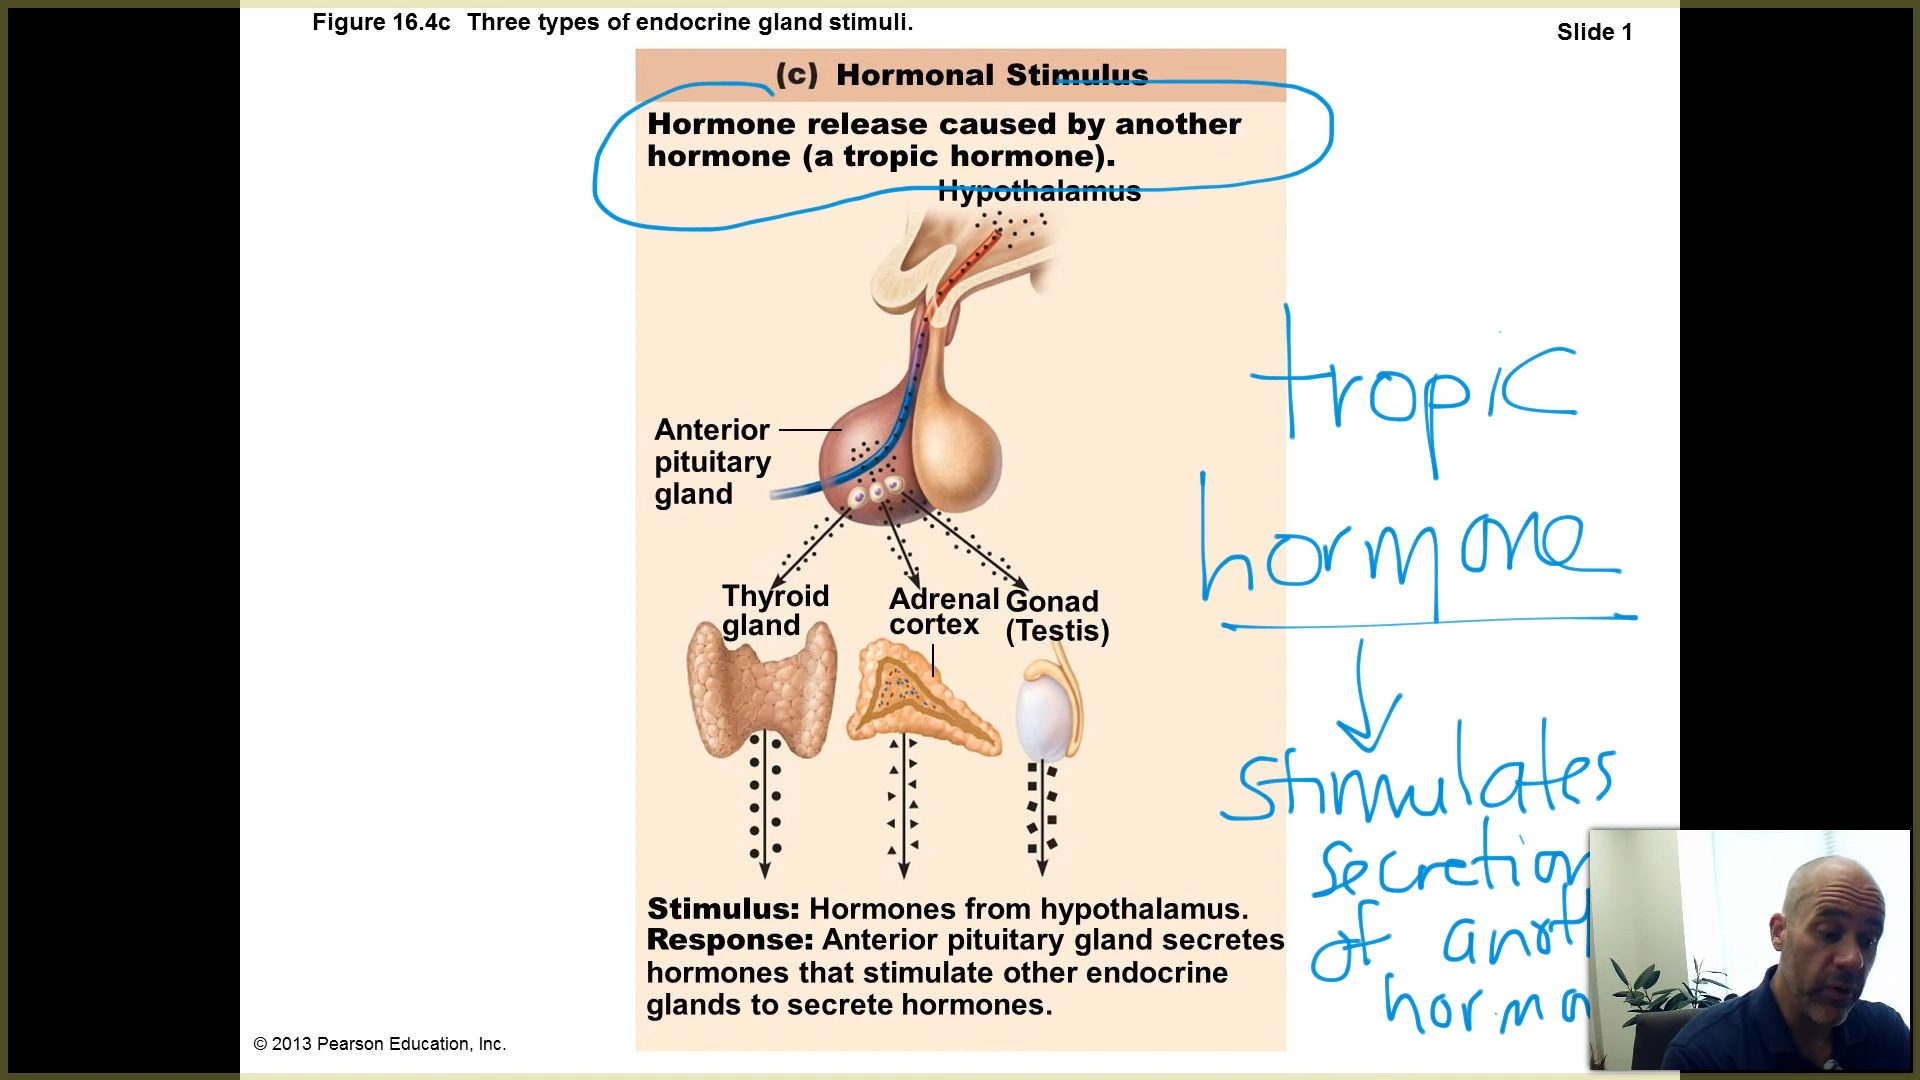 Figure 16.4c Three types of endocrine gland stimuli.
Slide 1
(c) Hormonal Stimulus
Hormone release caused by another
hormone (a tropic hormone).
Hypothalamus
Anterior
pituitary
gland
Thyroid
gland
Adrenal
cortex
Gonad
(Testis)
Stimulus: Hormones from hypothalamus.
Response: Anterior pituitary gland secretes
hormones that stimulate other endocrine
glands to secrete hormones.
© 2013 Pearson Education, Inc.
tropic
hormone
stimulates
secretion
of